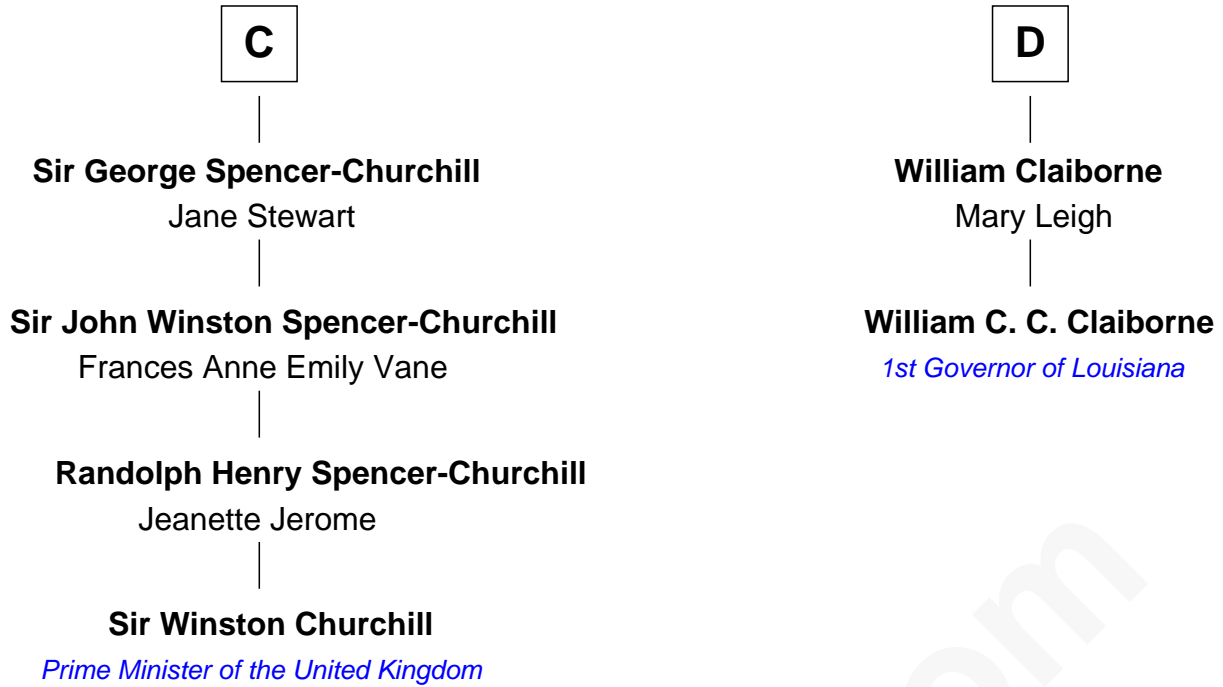 C
Sir George Spencer-Churchill
Jane Stewart
Sir John Winston Spencer-Churchill
Frances Anne Emily Vane
Randolph Henry Spencer-Churchill
Jeanette Jerome
Sir Winston Churchill
Prime Minister of the United Kingdom
D
William Claiborne
Mary Leigh
William C. C. Claiborne
1st Governor of Louisiana
om